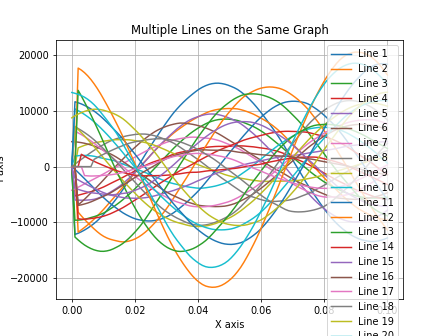 Multiple Lines on the Same Graph
20000
10000
0
−10000
−20000
0.00
0.02
0.04
0.06
X axis
Line 1
Line 2
Line 3
Line 4
Line 5
Line 6
Line 7
Line 8
Line 9
Line 10
Line 11
Line 12
Line 13
Line 14
Line 15
Line 16
Line 17
Line 18
Line 19
Line 20